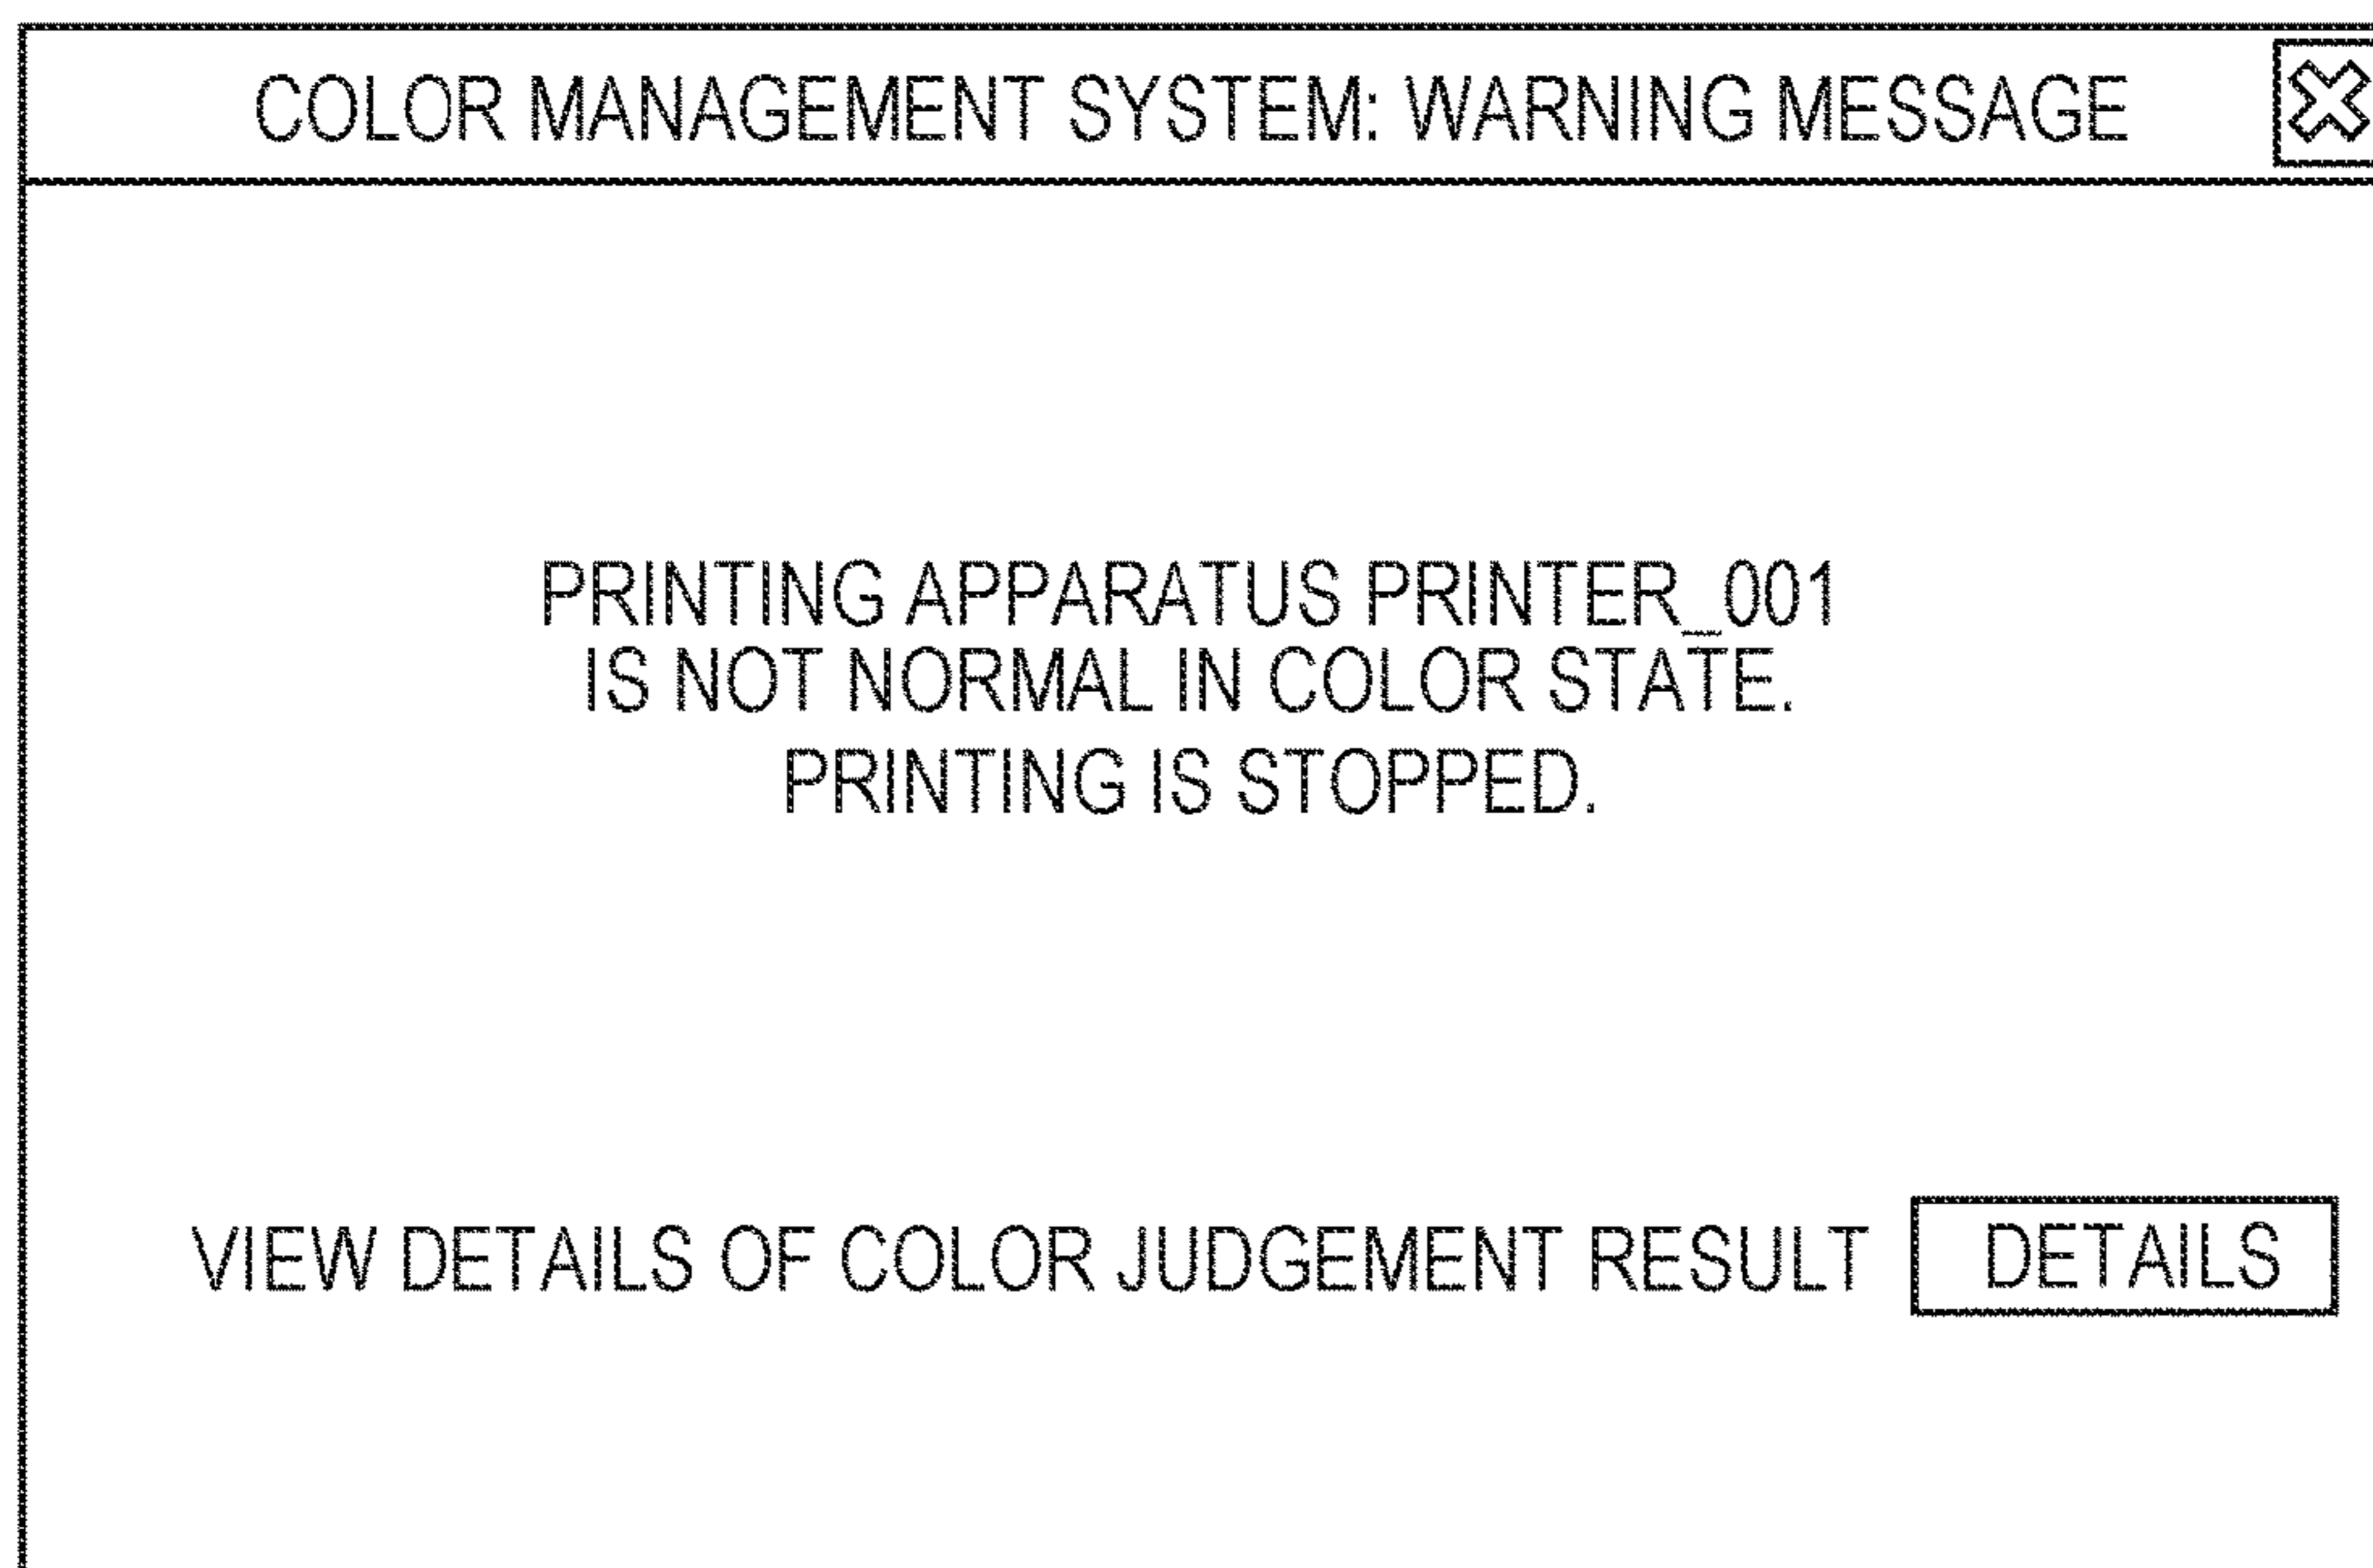 COLOR MANAGEMENT SYSTEM: WARNING MESSAGE
PRINTING APPARATUS PRINTER_001
IS NOT NORMAL IN COLOR STATE.
PRINTING IS STOPPED.
VIEW DETAILS OF COLOR JUDGEMENT RESULT DETAILS